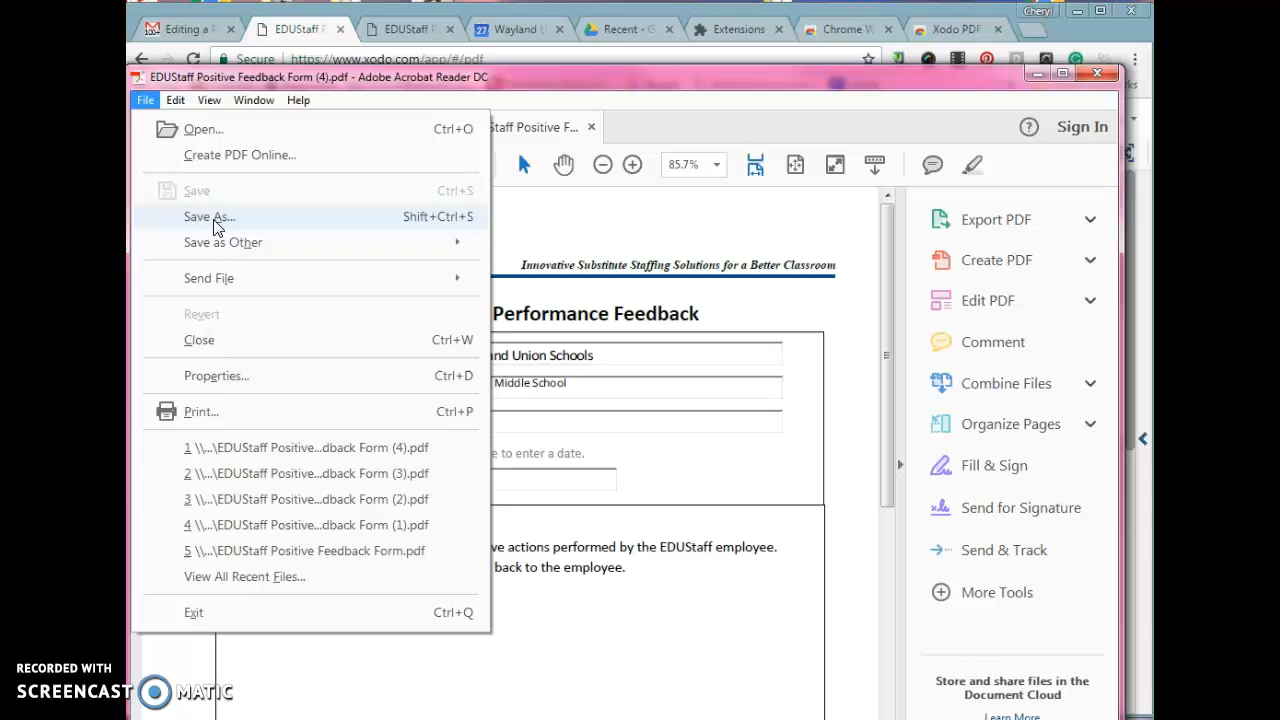 Cheryl
Editing a P
EDUStaff P
EDUStaff P
27 Wayland U
Recent - G
Extensions
Chrome W
Xodo PDF
Secure https://www.xodo.com/app/#/pdf
EDUStaff Positive Feedback Form (4).pdf - Adobe Acrobat Reader DC
File Edit View Window Help
Open... Ctrl+O
Create PDF Online...
Save Ctrl+S
Save As... Shift+Ctrl+S
Save as Other
Send File
Revert
Close Ctrl+W
Properties... Ctrl+D
Print... Ctrl+P
1 \\...\EDUStaff Positive...dback Form (4).pdf
2 \\...\EDUStaff Positive...dback Form (3).pdf
3 \\...\EDUStaff Positive...dback Form (2).pdf
4 \\...\EDUStaff Positive...dback Form (1).pdf
5 \\...\EDUStaff Positive Feedback Form.pdf
View All Recent Files...
Exit Ctrl+Q
Staff Positive F...
Sign In
85.7%
Innovative Substitute Staffing Solutions for a Better Classroom
Performance Feedback
nd Union Schools
Middle School
e to enter a date.
ve actions performed by the EDUStaff employee.
back to the employee.
Export PDF
Create PDF
Edit PDF
Comment
Combine Files
Organize Pages
Fill & Sign
Send for Signature
Send & Track
More Tools
Store and share files in the
Document Cloud
Learn More
RECORDED WITH
SCREENCAST MATIC